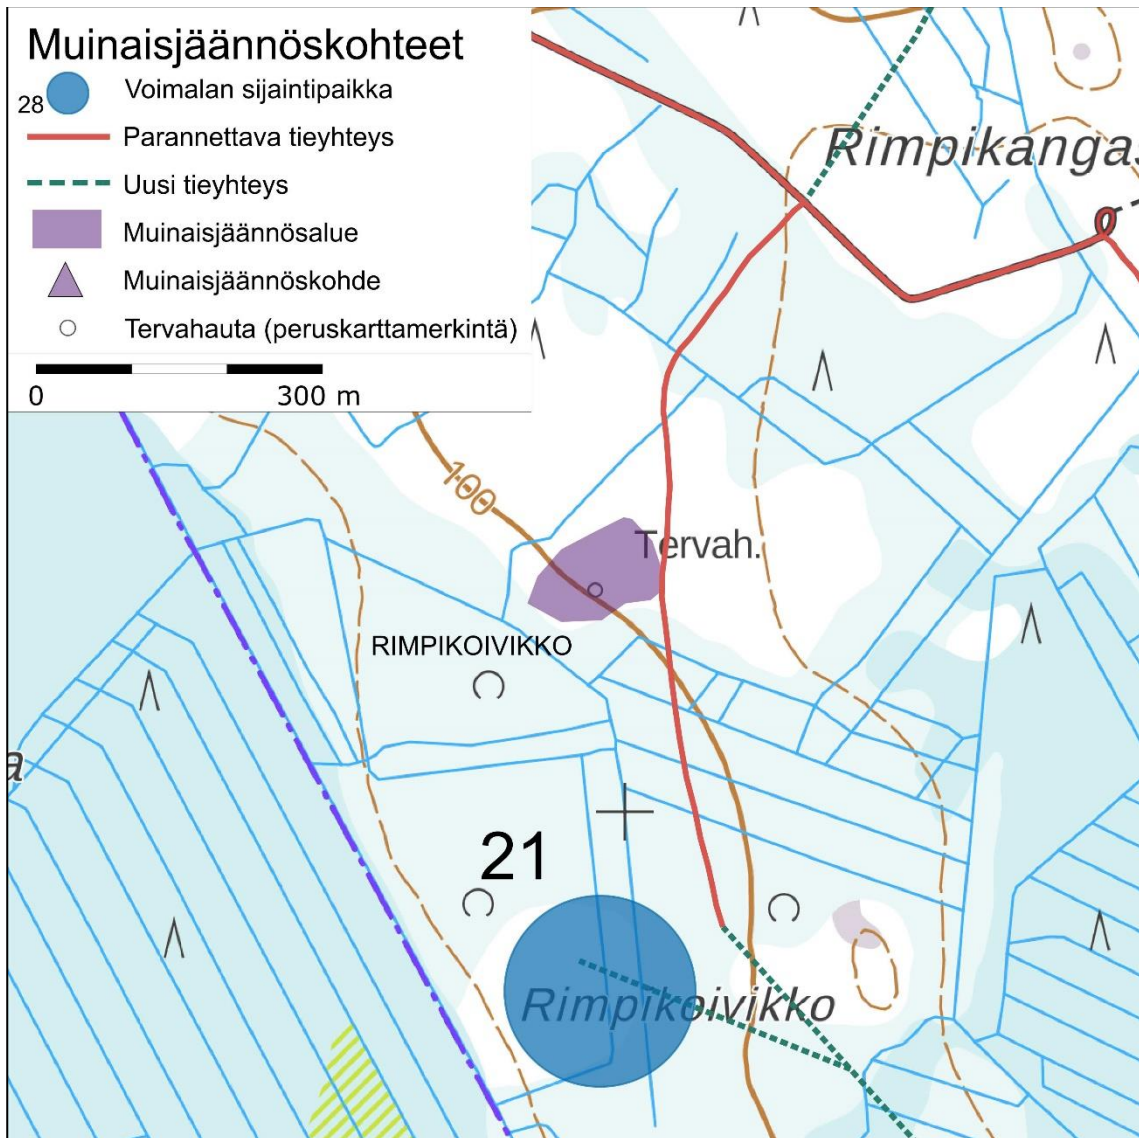 Muinaisjäännöskohteet
28 Voimalan sijaintipaikka
Parannettava tieyhteys
Uusi tieyhteys
Muinaisjäännösalue
Muinaisjäännöskohde
Tervahauta (peruskarttamerkintä)
0 300 m
Rimpikangas
100
Tervah.
RIMPIKOIVIKKO
a
21
Rimpikoivikko